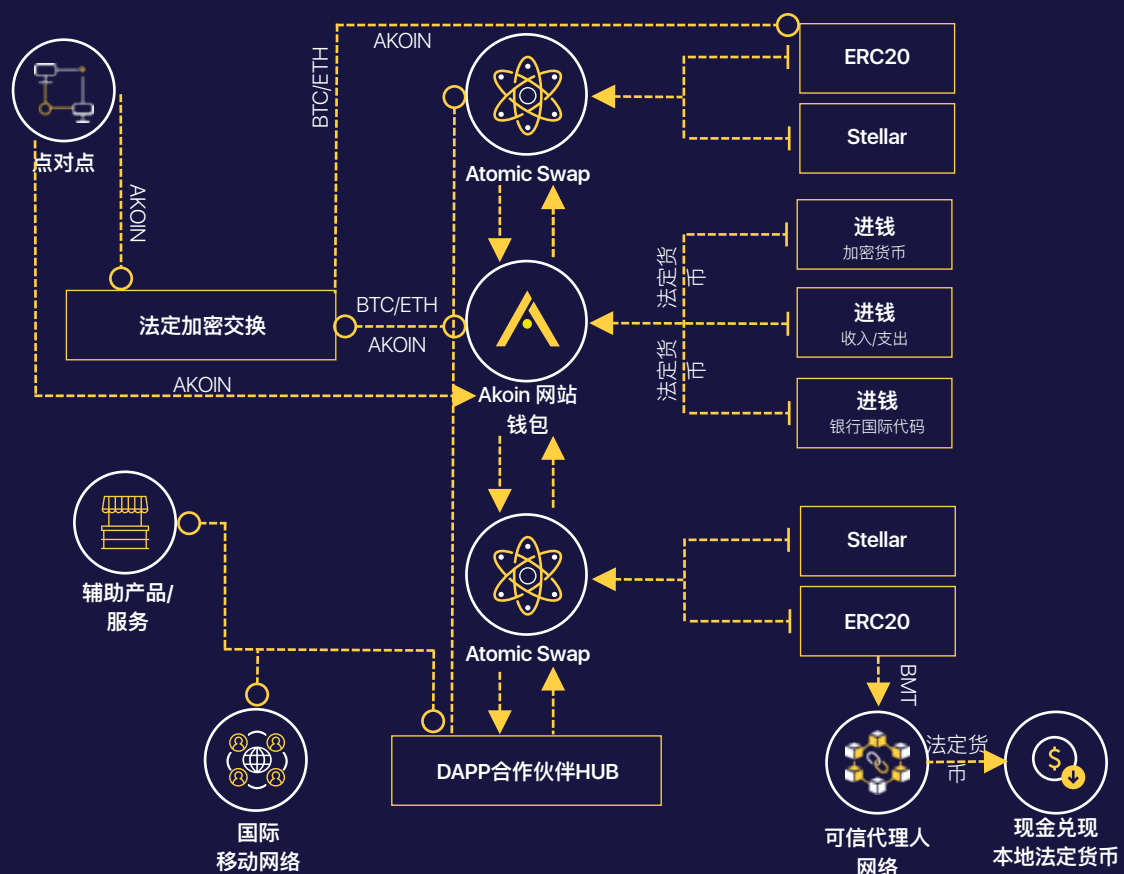 AKOIN
BTC/ETH
ERC20
点对点
Stellar
Atomic Swap
AKOIN
进钱
加密货币
法定货
币
法定加密交换
BTC/ETH
AKOIN
进钱
收入/支出
法定货
币
AKOIN
Akoin 网站
钱包
进钱
银行国际代码
Stellar
辅助产品/
服务
ERC20
Atomic Swap
BMT
DAPP合作伙伴HUB
法定货
币
国际
移动网络
可信代理人
网络
现金兑现
本地法定货币